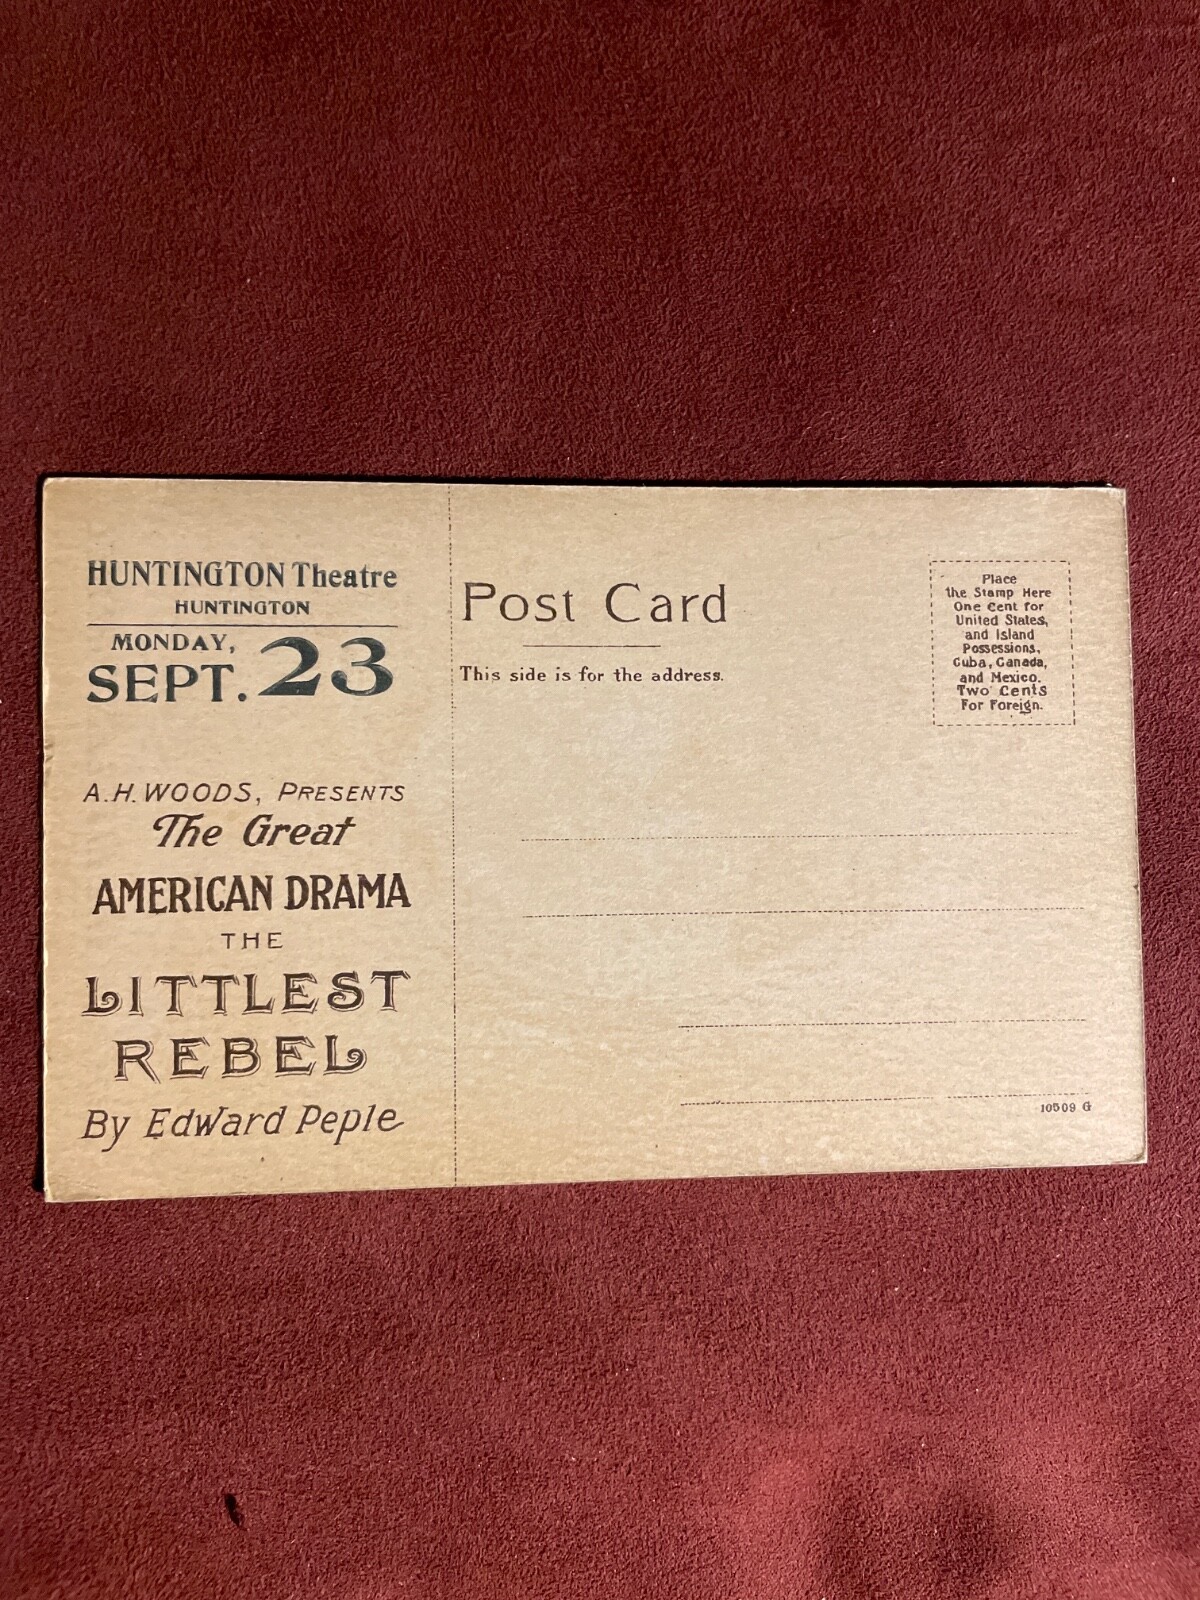 HUNTINGTON Theatre
HUNTINGTON
MONDAY,
SEPT. 23
A.H. WOODS, PRESENTS
The Great
AMERICAN DRAMA
THE
LITTLEST
REBEL
By Edward Peple
Post Card
This side is for the address.
Place
the Stamp Here
One Cent for
United States,
and Island
Possessions,
Cuba, Canada,
and Mexico.
Two Cents
For Foreign.
10509 G